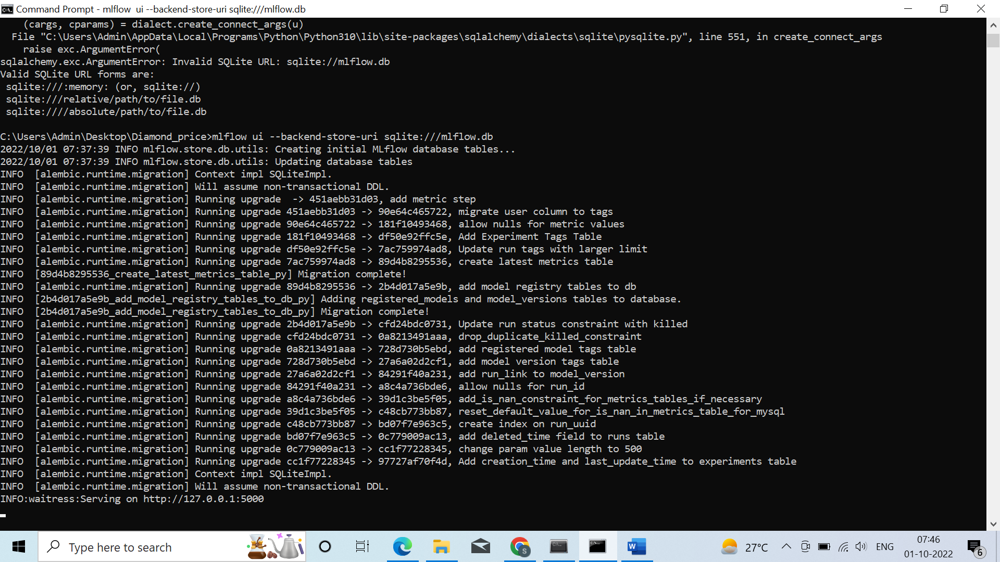 Command Prompt - mlflow  ui --backend-store-uri sqlite:///mlflow.db
    (cargs, cparams) = dialect.create_connect_args(u)
  File "C:\Users\Admin\AppData\Local\Programs\Python\Python310\lib\site-packages\sqlalchemy\dialects\sqlite\pysqlite.py", line 551, in create_connect_args
    raise exc.ArgumentError(
sqlalchemy.exc.ArgumentError: Invalid SQLite URL: sqlite://mlflow.db
Valid SQLite URL forms are:
 sqlite:///:memory: (or, sqlite://)
 sqlite:///relative/path/to/file.db
 sqlite:////absolute/path/to/file.db
C:\Users\Admin\Desktop\Diamond_price>mlflow ui --backend-store-uri sqlite:///mlflow.db
2022/10/01 07:37:39 INFO mlflow.store.db.utils: Creating initial MLflow database tables...
2022/10/01 07:37:39 INFO mlflow.store.db.utils: Updating database tables
INFO  [alembic.runtime.migration] Context impl SQLiteImpl.
INFO  [alembic.runtime.migration] Will assume non-transactional DDL.
INFO  [alembic.runtime.migration] Running upgrade  -> 451aebb31d03, add metric step
INFO  [alembic.runtime.migration] Running upgrade 451aebb31d03 -> 90e64c465722, migrate user column to tags
INFO  [alembic.runtime.migration] Running upgrade 90e64c465722 -> 181f10493468, allow nulls for metric values
INFO  [alembic.runtime.migration] Running upgrade 181f10493468 -> df50e92ffc5e, Add Experiment Tags Table
INFO  [alembic.runtime.migration] Running upgrade df50e92ffc5e -> 7ac759974ad8, Update run tags with larger limit
INFO  [alembic.runtime.migration] Running upgrade 7ac759974ad8 -> 89d4b8295536, create latest metrics table
INFO  [89d4b8295536_create_latest_metrics_table_py] Migration complete!
INFO  [alembic.runtime.migration] Running upgrade 89d4b8295536 -> 2b4d017a5e9b, add model registry tables to db
INFO  [2b4d017a5e9b_add_model_registry_tables_to_db_py] Adding registered_models and model_versions tables to database.
INFO  [2b4d017a5e9b_add_model_registry_tables_to_db_py] Migration complete!
INFO  [alembic.runtime.migration] Running upgrade 2b4d017a5e9b -> cfd24bdc0731, Update run status constraint with killed
INFO  [alembic.runtime.migration] Running upgrade cfd24bdc0731 -> 0a8213491aaa, drop_duplicate_killed_constraint
INFO  [alembic.runtime.migration] Running upgrade 0a8213491aaa -> 728d730b5ebd, add registered model tags table
INFO  [alembic.runtime.migration] Running upgrade 728d730b5ebd -> 27a6a02d2cf1, add model version tags table
INFO  [alembic.runtime.migration] Running upgrade 27a6a02d2cf1 -> 84291f40a231, add run_link to model_version
INFO  [alembic.runtime.migration] Running upgrade 84291f40a231 -> a8c4a736bde6, allow nulls for run_id
INFO  [alembic.runtime.migration] Running upgrade a8c4a736bde6 -> 39d1c3be5f05, add_is_nan_constraint_for_metrics_tables_if_necessary
INFO  [alembic.runtime.migration] Running upgrade 39d1c3be5f05 -> c48cb773bb87, reset_default_value_for_is_nan_in_metrics_table_for_mysql
INFO  [alembic.runtime.migration] Running upgrade c48cb773bb87 -> bd07f7e963c5, create index on run_uuid
INFO  [alembic.runtime.migration] Running upgrade bd07f7e963c5 -> 0c779009ac13, add deleted_time field to runs table
INFO  [alembic.runtime.migration] Running upgrade 0c779009ac13 -> cc1f77228345, change param value length to 500
INFO  [alembic.runtime.migration] Running upgrade cc1f77228345 -> 97727af70f4d, Add creation_time and last_update_time to experiments table
INFO  [alembic.runtime.migration] Context impl SQLiteImpl.
INFO  [alembic.runtime.migration] Will assume non-transactional DDL.
INFO:waitress:Serving on http://127.0.0.1:5000
Type here to search
S
W
27°C
ENG
07:46
01-10-2022
6